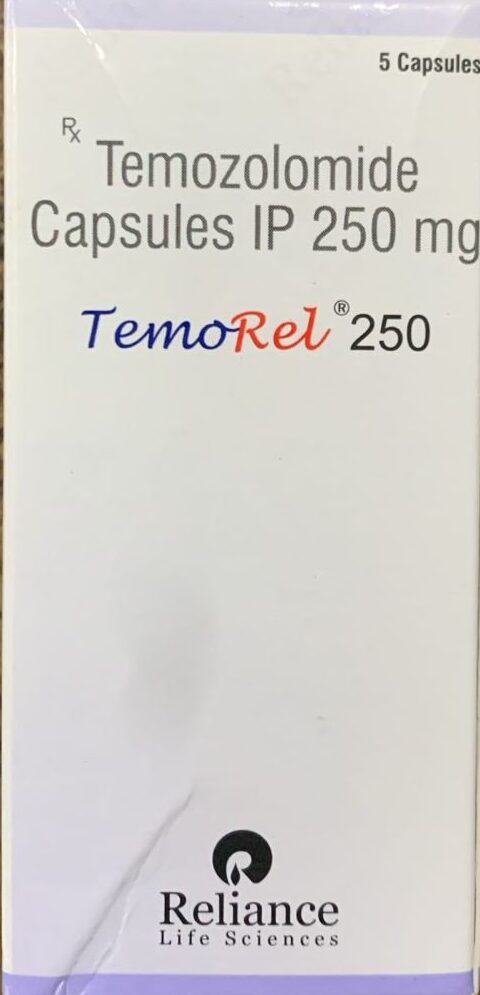 5 Capsules
Rx
Temozolomide
Capsules IP 250 mg
TemoRel® 250
Reliance
Life Sciences